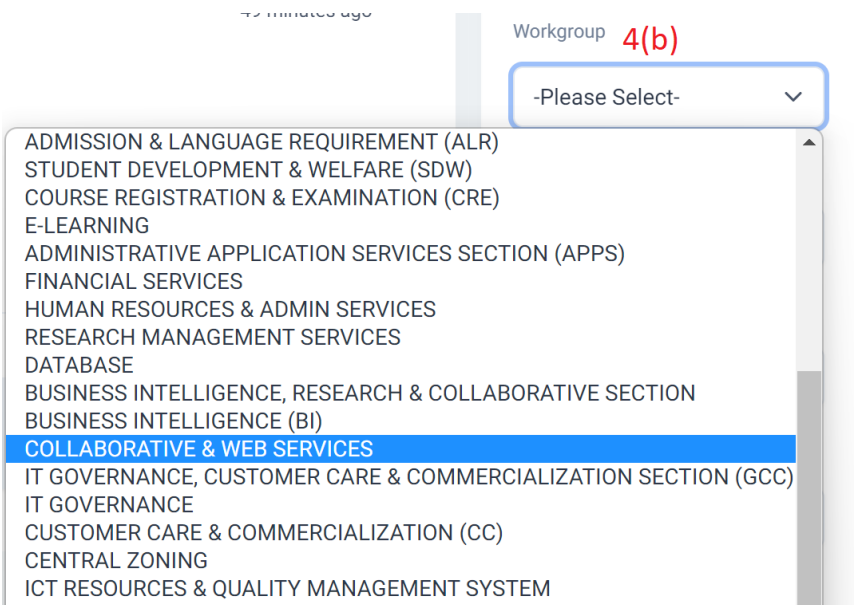 49 minutes ago
Workgroup 4(b)
-Please Select-
ADMISSION & LANGUAGE REQUIREMENT (ALR)
STUDENT DEVELOPMENT & WELFARE (SDW)
COURSE REGISTRATION & EXAMINATION (CRE)
E-LEARNING
ADMINISTRATIVE APPLICATION SERVICES SECTION (APPS)
FINANCIAL SERVICES
HUMAN RESOURCES & ADMIN SERVICES
RESEARCH MANAGEMENT SERVICES
DATABASE
BUSINESS INTELLIGENCE, RESEARCH & COLLABORATIVE SECTION
BUSINESS INTELLIGENCE (BI)
COLLABORATIVE & WEB SERVICES
IT GOVERNANCE, CUSTOMER CARE & COMMERCIALIZATION SECTION (GCC)
IT GOVERNANCE
CUSTOMER CARE & COMMERCIALIZATION (CC)
CENTRAL ZONING
ICT RESOURCES & QUALITY MANAGEMENT SYSTEM